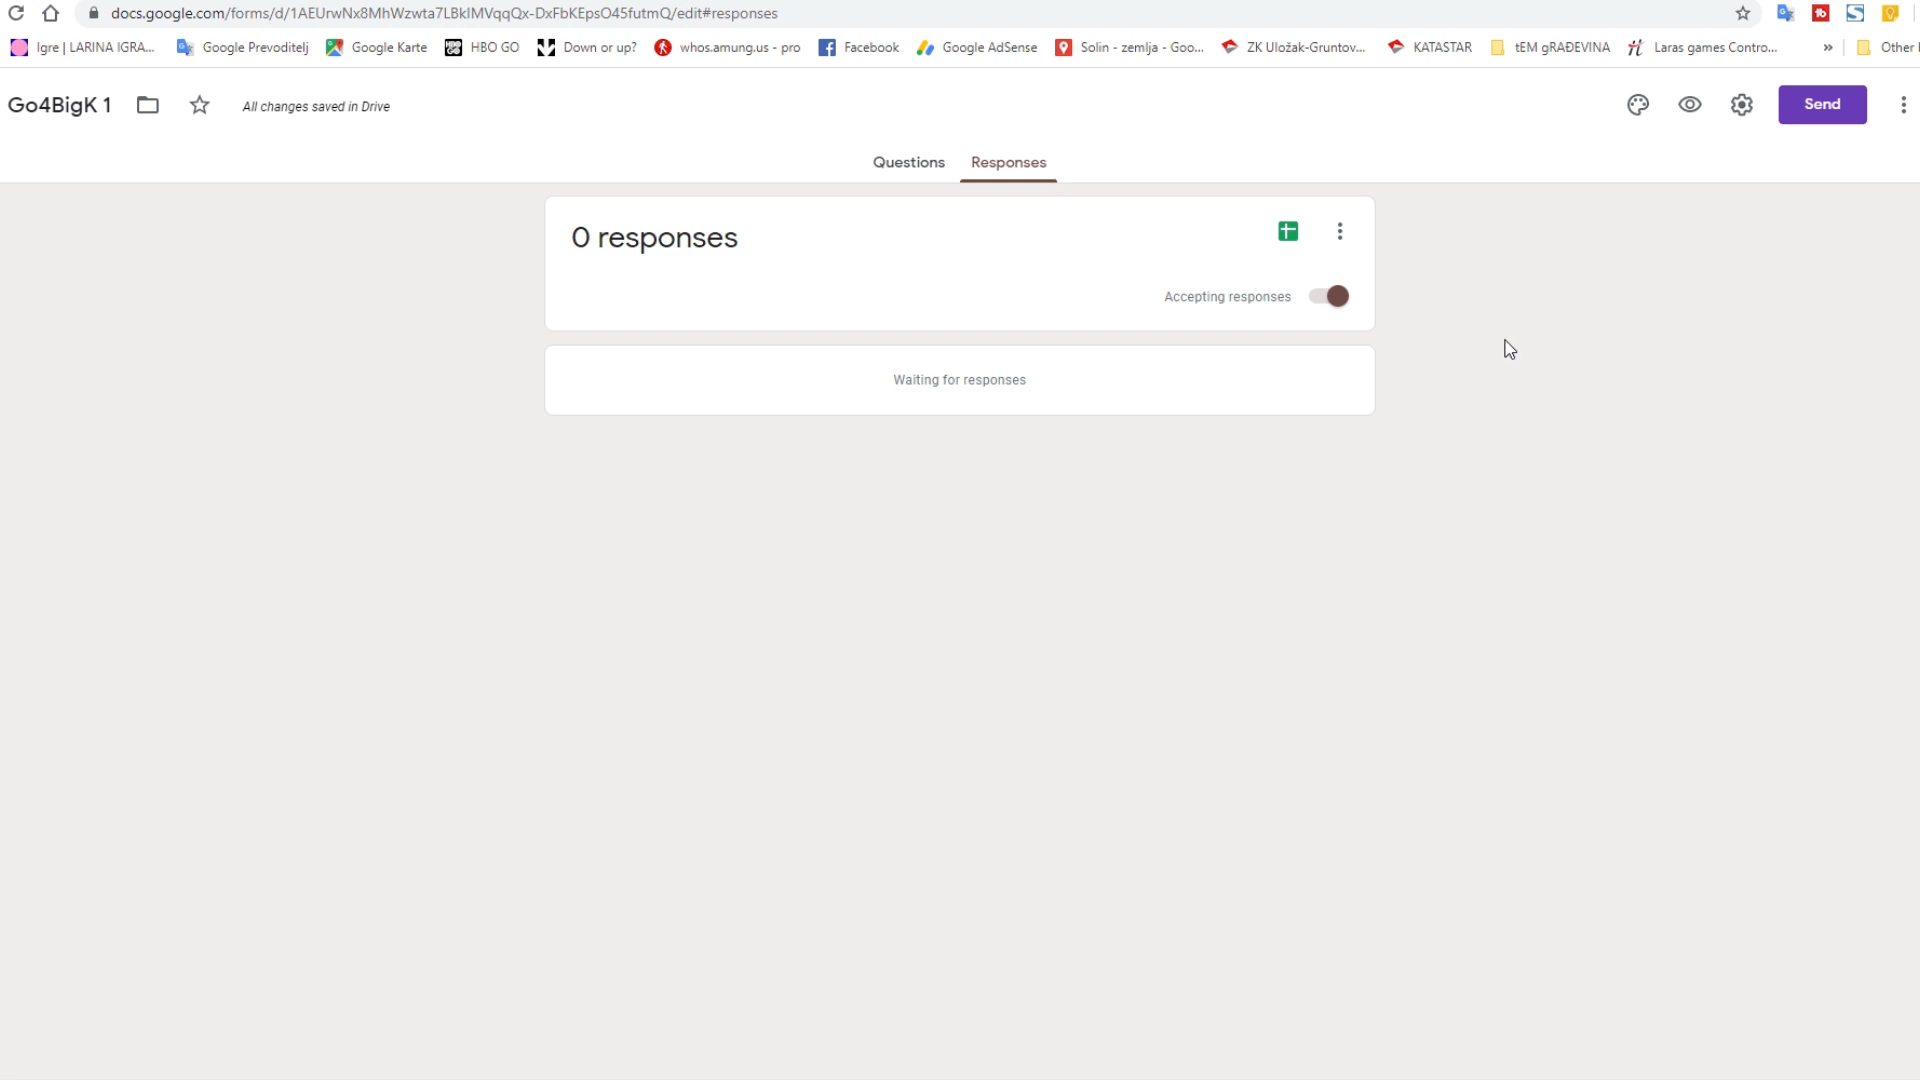 docs.google.com/forms/d/1AEUrwNx8MhWzwta7LBkIMVqqQx-DxFbKEpsO45futmQ/edit#responses
Igre | LARINA IGRA... Google Prevoditelj Google Karte HBO GO Down or up? whos.amung.us - pro Facebook Google AdSense Solin - zemlja - Goo... ZK Uložak-Gruntov... KATASTAR tEM gRAĐEVINA Laras games Contro... » Other
Go4BigK 1 All changes saved in Drive Send
Questions Responses
0 responses
Accepting responses
Waiting for responses